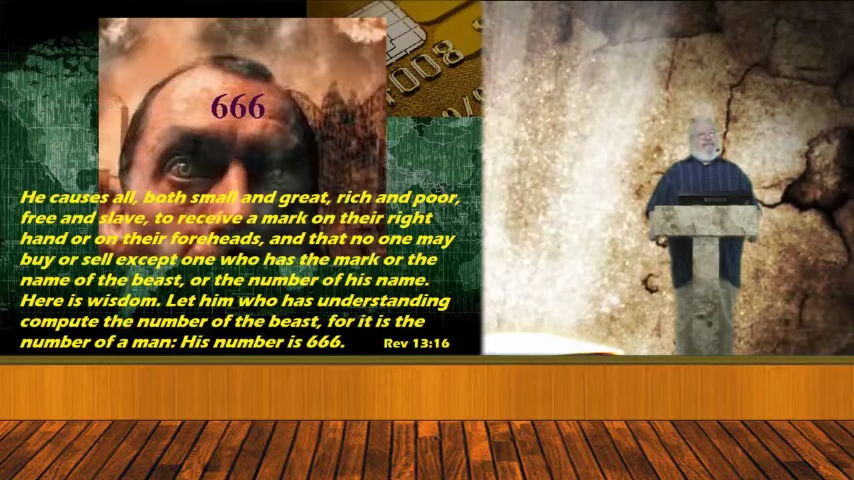 666
008
He causes all, both small and great, rich and poor,
free and slave, to receive a mark on their right
hand or on their foreheads, and that no one may
buy or sell except one who has the mark or the
name of the beast, or the number of his name.
Here is wisdom. Let him who has understanding
compute the number of the beast, for it is the
number of a man: His number is 666. Rev 13:16